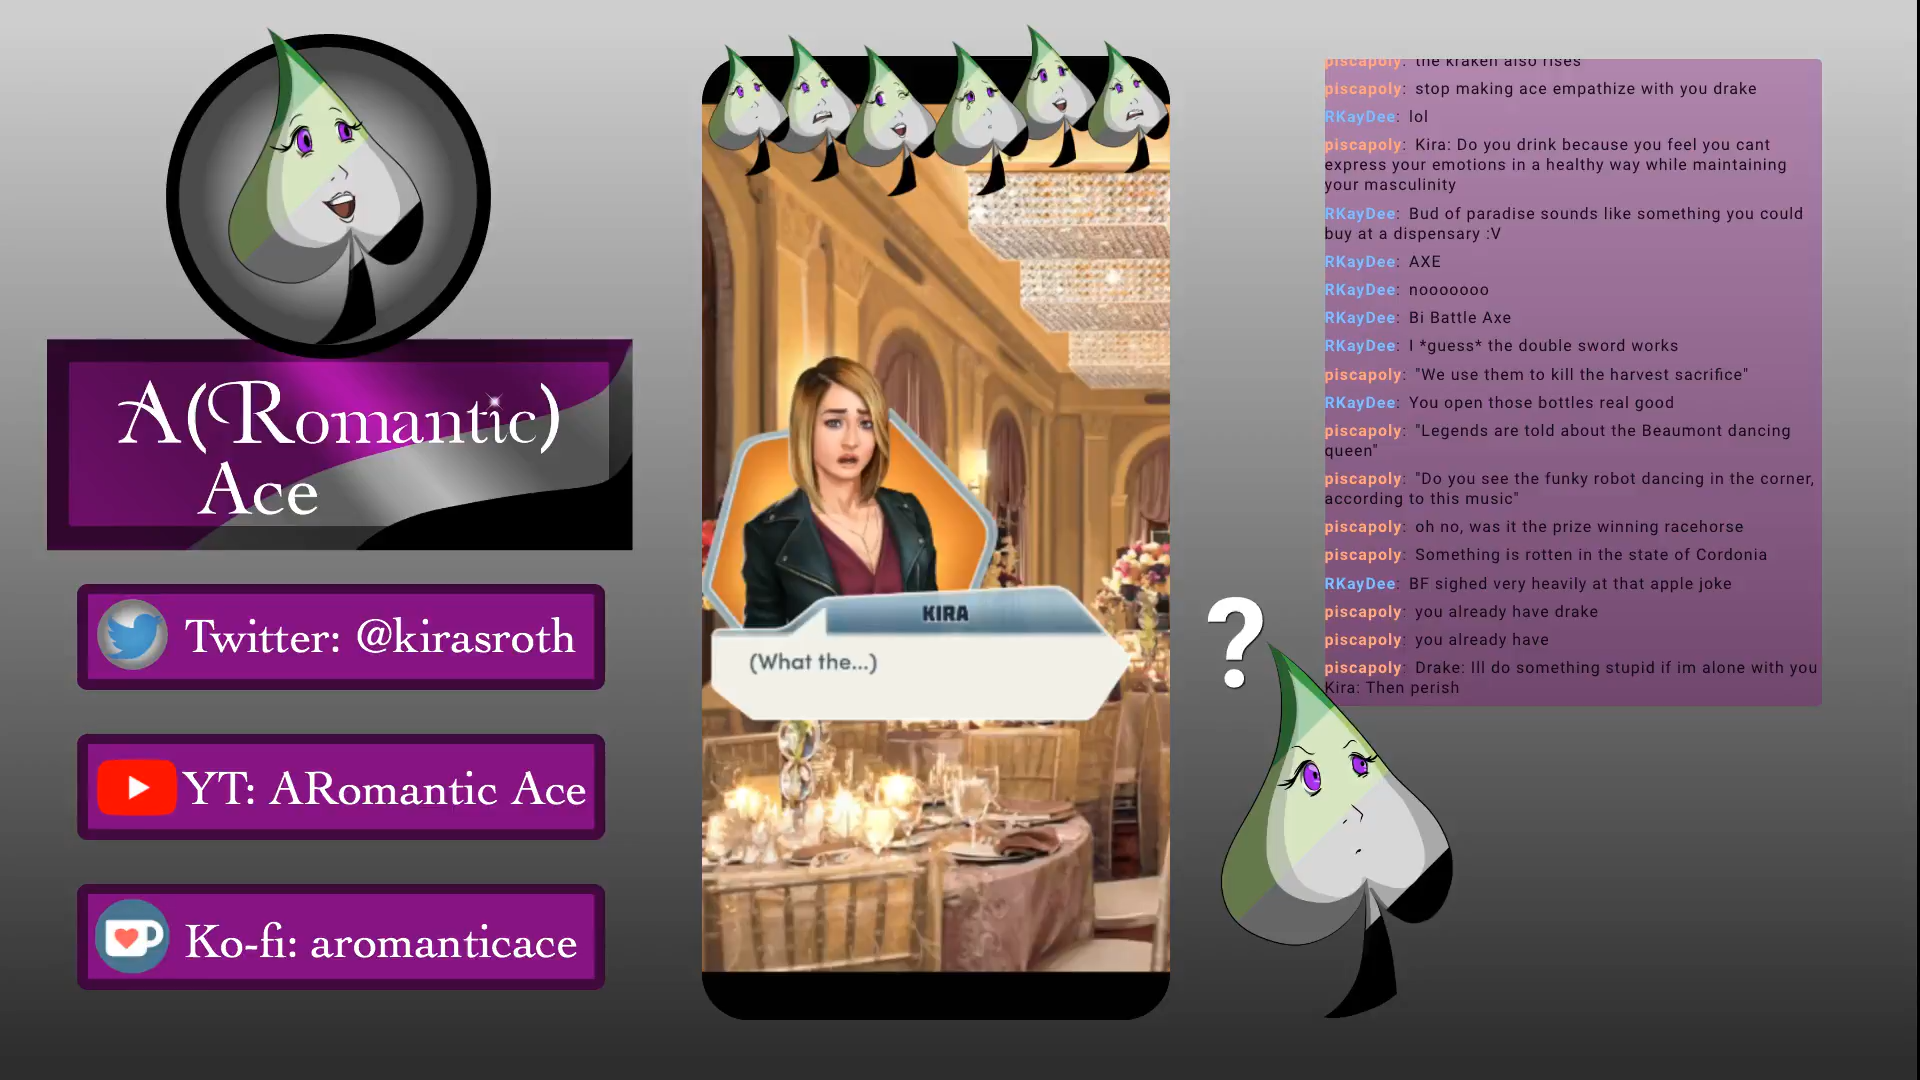 A(Romantic)
Ace
Twitter: @kirasroth
YT: ARomantic Ace
Ko-fi: aromanticace
KIRA
(What the...)
?
piscapoly: the kraken also rises
piscapoly: stop making ace empathize with you drake
RKayDee: lol
piscapoly: Kira: Do you drink because you feel you cant
express your emotions in a healthy way while maintaining
your masculinity
RKayDee: Bud of paradise sounds like something you could
buy at a dispensary :V
RKayDee: AXE
RKayDee: nooooooo
RKayDee: Bi Battle Axe
RKayDee: I *guess* the double sword works
piscapoly: "We use them to kill the harvest sacrifice"
RKayDee: You open those bottles real good
piscapoly: "Legends are told about the Beaumont dancing
queen"
piscapoly: "Do you see the funky robot dancing in the corner,
according to this music"
piscapoly: oh no, was it the prize winning racehorse
piscapoly: Something is rotten in the state of Cordonia
RKayDee: BF sighed very heavily at that apple joke
piscapoly: you already have drake
piscapoly: you already have
piscapoly: Drake: Ill do something stupid if im alone with you
Kira: Then perish